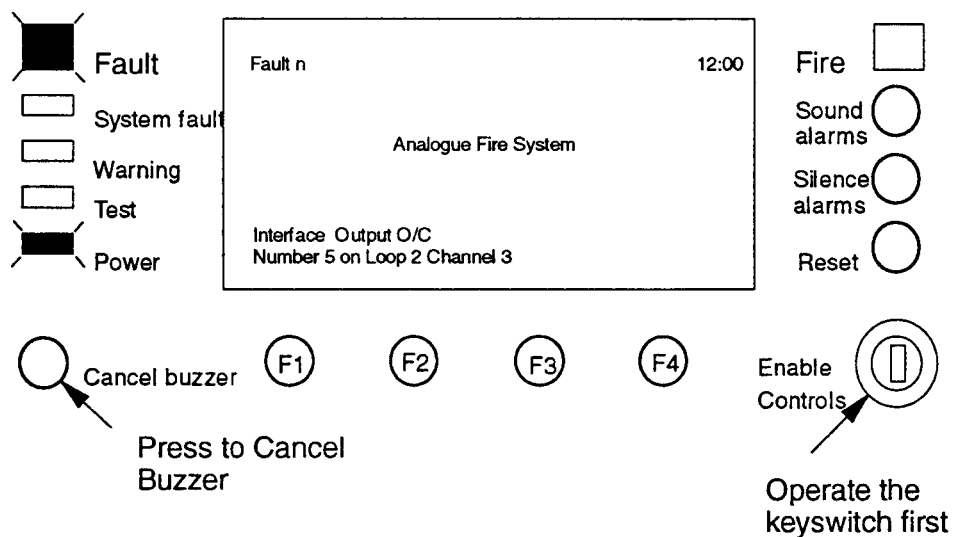 Fault
System fault
Warning
Test
Power
Fault n 12:00
Analogue Fire System
Interface Output O/C
Number 5 on Loop 2 Channel 3
Fire
Sound
alarms
Silence
alarms
Reset
Cancel buzzer
F1
F2
F3
F4
Enable
Controls
Press to Cancel
Buzzer
Operate the
keyswitch first